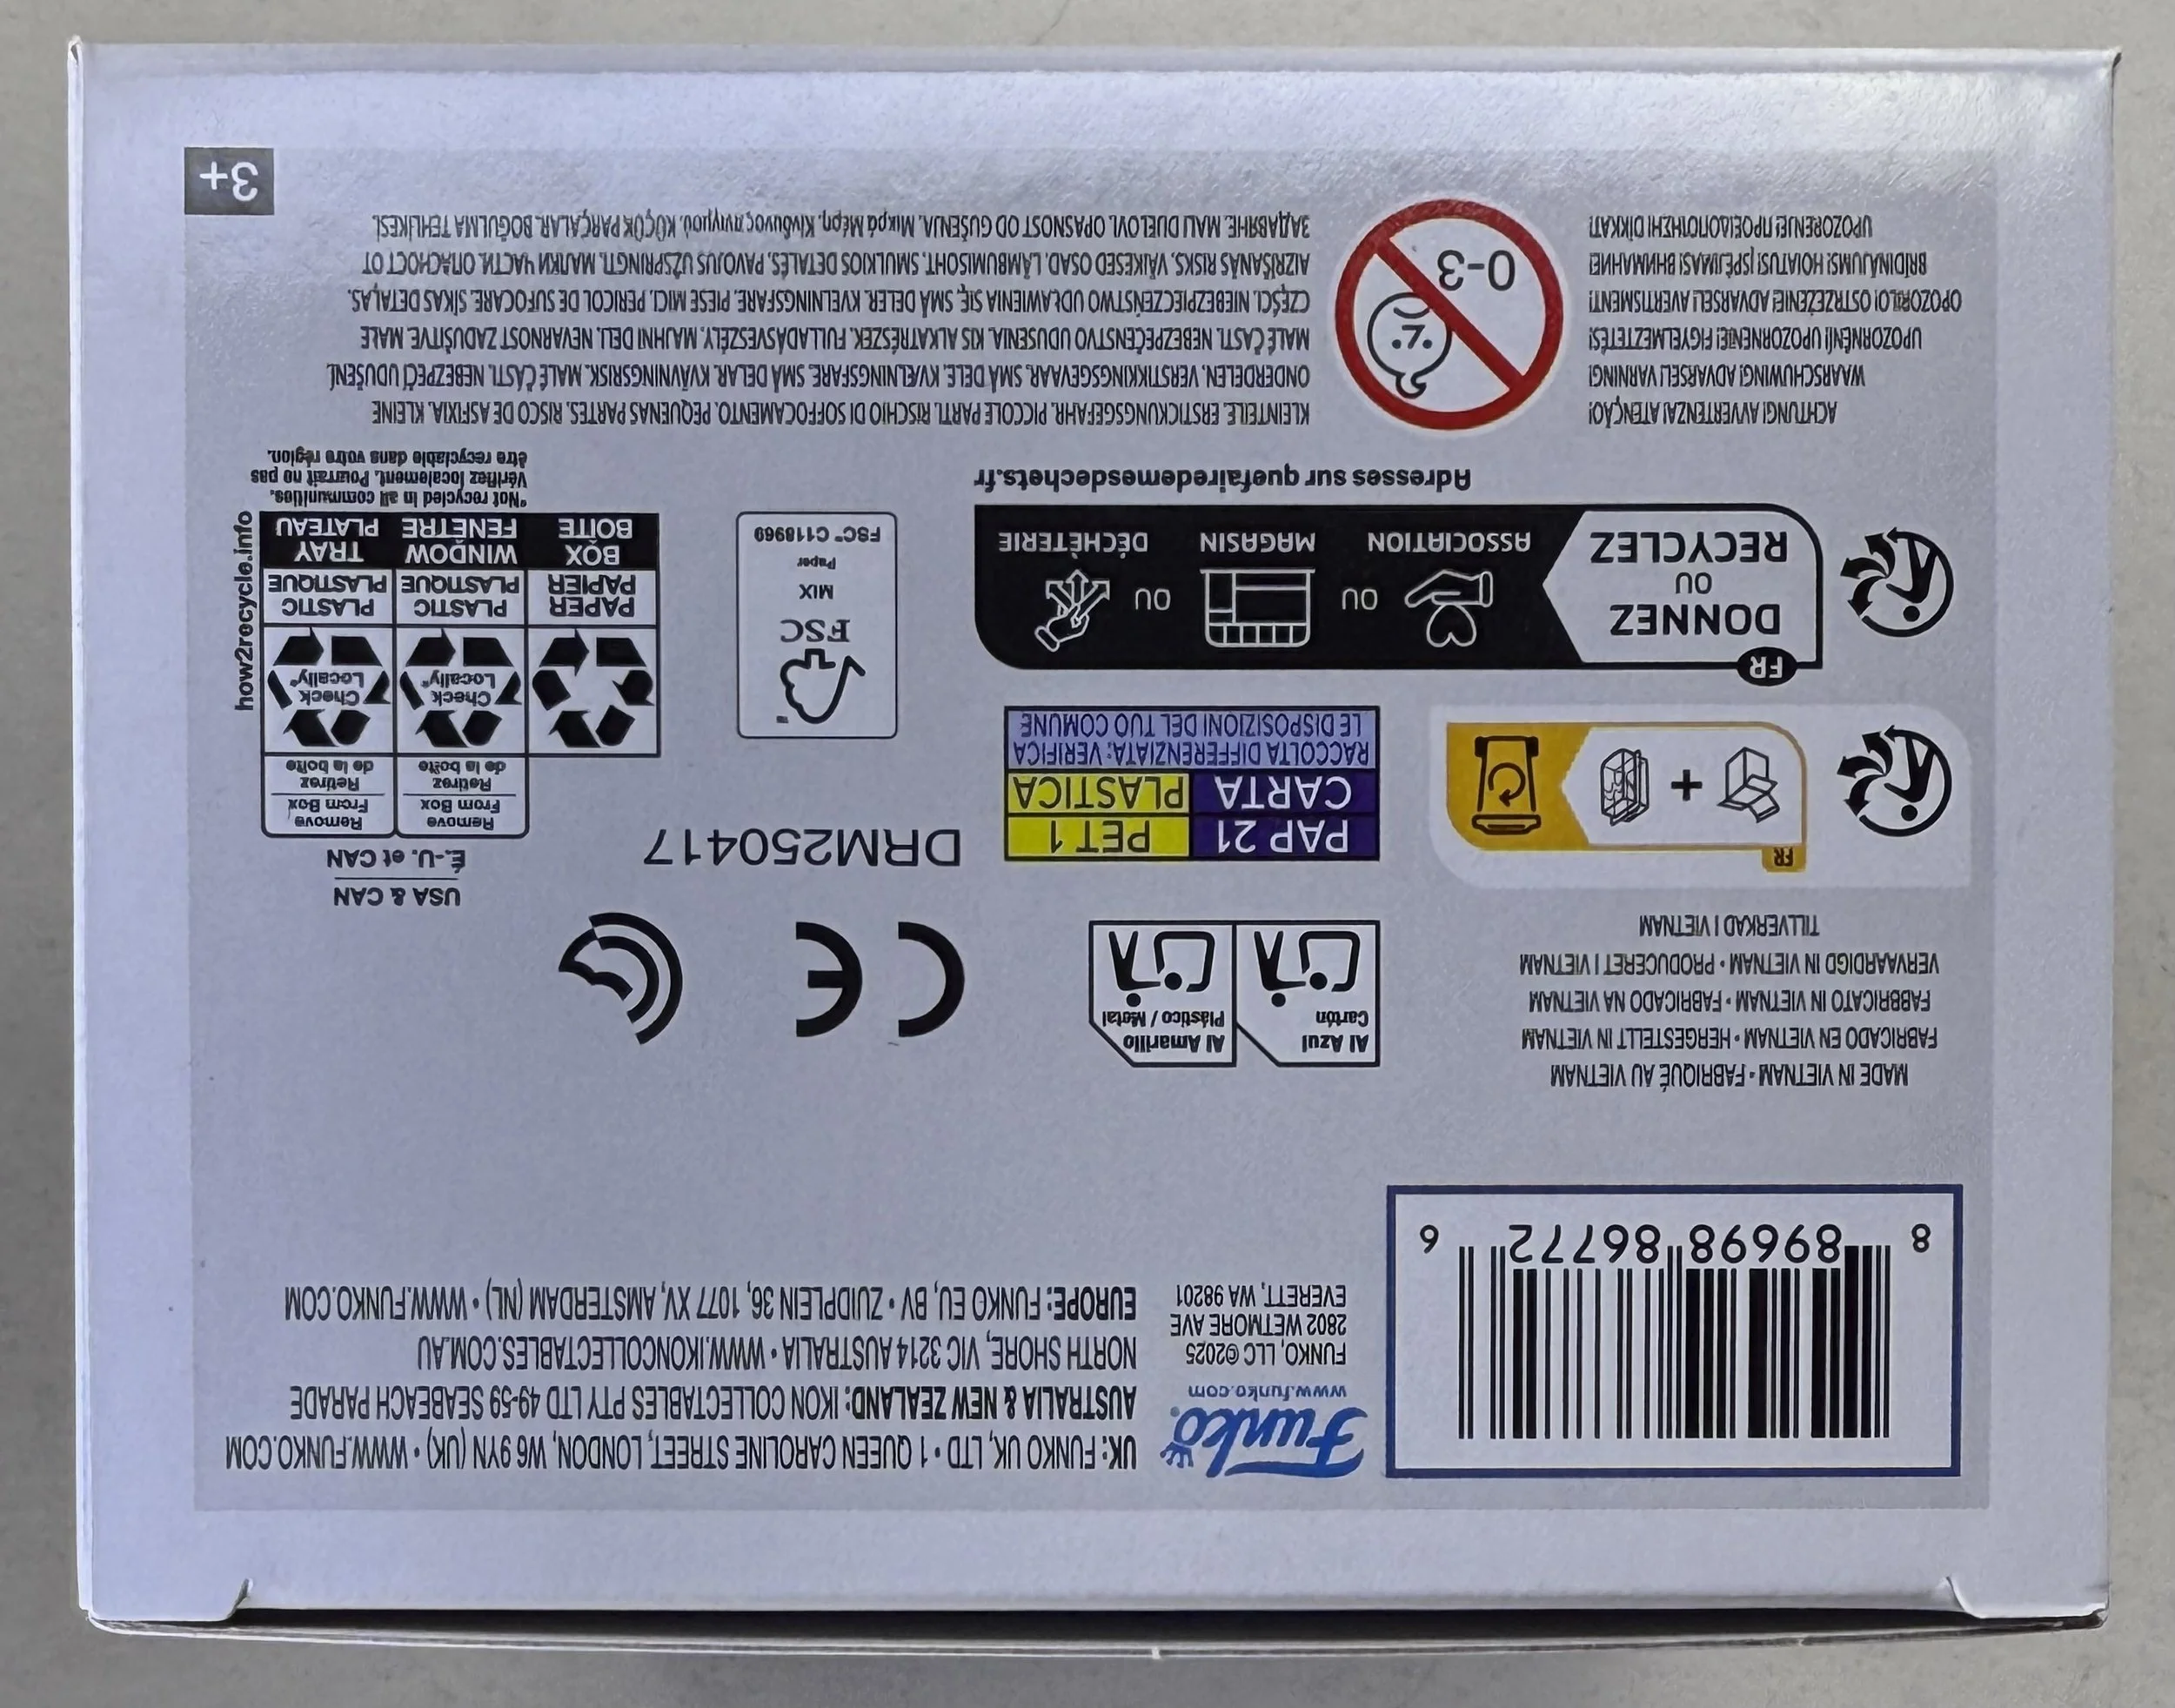 8 89698 86772 6
Funko
www.funko.com
FUNKO, LLC ©2025
2802 WETMORE AVE
EVERETT, WA 98201
UK: FUNKO UK, LTD • 1 QUEEN CAROLINE STREET, LONDON, W6 9YN (UK) • WWW.FUNKO.COM
AUSTRALIA & NEW ZEALAND: IKON COLLECTABLES PTY LTD 49-59 SEABEACH PARADE
NORTH SHORE, VIC 3214 AUSTRALIA • WWW.IKONCOLLECTABLES.COM.AU
EUROPE: FUNKO EU, BV • ZUIDPLEIN 36, 1077 XV, AMSTERDAM (NL) • WWW.FUNKO.COM
MADE IN VIETNAM • FABRIQUÉ AU VIETNAM
FABRICADO EN VIETNAM • HERGESTELLT IN VIETNAM
FABBRICATO IN VIETNAM • FABRICADO NA VIETNAM
VERVAARDIGD IN VIETNAM • PRODUCERET I VIETNAM
TILLVERKAD I VIETNAM
Al Azul
Cartón
Al Amarillo
Plástico / Metal
CE
USA & CAN
É.-U. et CAN
FR
PAP 21
PET 1
CARTA
PLASTICA
RACCOLTA DIFFERENZIATA: VERIFICA
LE DISPOSIZIONI DEL TUO COMUNE
DRM250417
FSC
MIX
Paper
FSC® C118969
Remove
From Box
Retirez
de la boîte
Remove
From Box
Retirez
de la boîte
Check
Locally*
Check
Locally*
PAPER
PAPIER
PLASTIC
PLASTIQUE
PLASTIC
PLASTIQUE
BOX
BOÎTE
WINDOW
FENÊTRE
TRAY
PLATEAU
how2recycle.info
*Not recycled in all communities.
Vérifiez localement. Pourrait ne pas
être recyclable dans votre région.
FR
DONNEZ
OU
RECYCLEZ
ASSOCIATION
OU
MAGASIN
OU
DÉCHÈTERIE
Adresses sur quefairedemesdechets.fr
ACHTUNG! AVVERTENZA! ATENÇÃO!
WAARSCHUWING! ADVARSEL! VARNING!
UPOZORNĚNÍ! UPOZORNENIE! FIGYELMEZTETÉS!
OPOZORILO! OSTRZEŻENIE! ADVARSEL! AVERTISMENT!
BRĪDINĀJUMS! HOIATUS! ĮSPĖJIMAS! ВНИМАНИЕ!
UPOZORENJE! ΠΡΟΕΙΔΟΠΟΙΗΣΗ! DİKKAT!
0-3
KLEINTEILE. ERSTICKUNGSGEFAHR. PICCOLE PARTI. RISCHIO DI SOFFOCAMENTO. PEQUENAS PARTES. RISCO DE ASFIXIA. KLEINE
ONDERDELEN. VERSTIKKINGSGEVAAR. SMÅ DELE. KVÆLNINGSFARE. SMÅ DELAR. KVÄVNINGSRISK. MALÉ ČÁSTI. NEBEZPEČÍ UDUŠENÍ.
MALÉ ČASTI. NEBEZPEČENSTVO UDUSENIA. KIS ALKATRÉSZEK. FULLADÁSVESZÉLY. MAJHNI DELI. NEVARNOST ZADUŠITVE. MAŁE
CZĘŚCI. NIEBEZPIECZEŃSTWO UDŁAWIENIA SIĘ. SMÅ DELER. KVELNINGSFARE. PIESE MICI. PERICOL DE SUFOCARE. SĪKAS DETAĻAS.
AIZRĪŠANĀS RISKS. VÄIKESED OSAD. LÄMBUMISOHT. SMULKIOS DETALĖS. PAVOJUS UŽSPRINGTI. МАЛКИ ЧАСТИ. ОПАСНОСТ ОТ
ЗАДАВЯНЕ. MALI DIJELOVI. OPASNOST OD GUŠENJA. Μικρά Μέρη. Κίνδυνος πνιγμού. KÜÇÜK PARÇALAR. BOĞULMA TEHLİKESİ.
3+